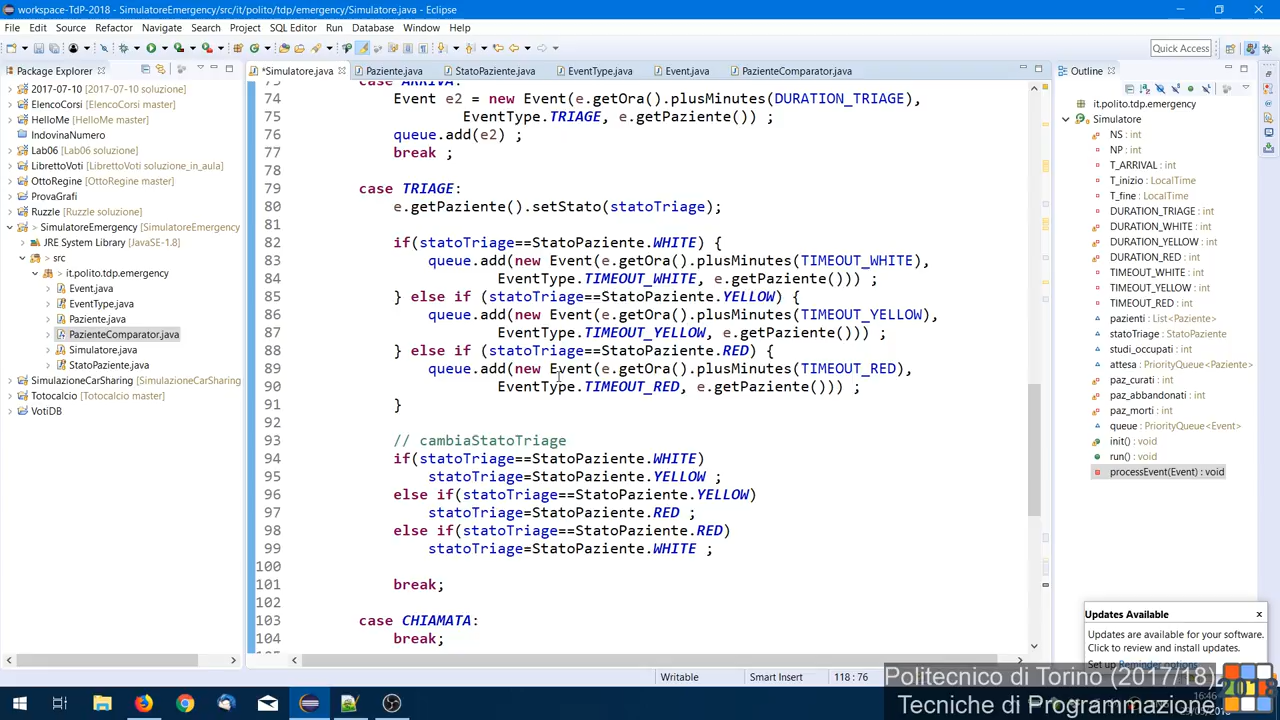 workspace-TdP-2018 - SimulatoreEmergency/src/it/polito/tdp/emergency/Simulatore.java - Eclipse
File Edit Source Refactor Navigate Search Project SQL Editor Run Database Window Help
Quick Access
Package Explorer
*Simulatore.java Paziente.java StatoPaziente.java EventType.java Event.java PazienteComparator.java
Outline
2017-07-10 (2017-07-10 soluzione)
ElencoCorsi (ElencoCorsi master)
HelloMe (HelloMe master)
IndovinaNumero
Lab06 (Lab06 soluzione)
LibrettoVoti (LibrettoVoti soluzione_in_aula)
OttoRegine (OttoRegine master)
ProvaGrafi
Ruzzle (Ruzzle soluzione)
SimulatoreEmergency (SimulatoreEmergency
JRE System Library [JavaSE-1.8]
src
it.polito.tdp.emergency
Event.java
EventType.java
Paziente.java
PazienteComparator.java
Simulatore.java
StatoPaziente.java
SimulazioneCarSharing (SimulazioneCarSharing
Totocalcio (Totocalcio master)
VotiDB
73 case ARRIVA:
74 Event e2 = new Event(e.getOra().plusMinutes(DURATION_TRIAGE),
75 EventType.TRIAGE, e.getPaziente()) ;
76 queue.add(e2) ;
77 break ;
78
79 case TRIAGE:
80 e.getPaziente().setStato(statoTriage);
81
82 if(statoTriage==StatoPaziente.WHITE) {
83 queue.add(new Event(e.getOra().plusMinutes(TIMEOUT_WHITE),
84 EventType.TIMEOUT_WHITE, e.getPaziente())) ;
85 } else if (statoTriage==StatoPaziente.YELLOW) {
86 queue.add(new Event(e.getOra().plusMinutes(TIMEOUT_YELLOW),
87 EventType.TIMEOUT_YELLOW, e.getPaziente())) ;
88 } else if (statoTriage==StatoPaziente.RED) {
89 queue.add(new Event(e.getOra().plusMinutes(TIMEOUT_RED),
90 EventType.TIMEOUT_RED, e.getPaziente())) ;
91 }
92
93 // cambiaStatoTriage
94 if(statoTriage==StatoPaziente.WHITE)
95 statoTriage=StatoPaziente.YELLOW ;
96 else if(statoTriage==StatoPaziente.YELLOW)
97 statoTriage=StatoPaziente.RED ;
98 else if(statoTriage==StatoPaziente.RED)
99 statoTriage=StatoPaziente.WHITE ;
100
101 break;
102
103 case CHIAMATA:
104 break;
it.polito.tdp.emergency
Simulatore
NS : int
NP : int
T_ARRIVAL : int
T_inizio : LocalTime
T_fine : LocalTime
DURATION_TRIAGE : int
DURATION_WHITE : int
DURATION_YELLOW : int
DURATION_RED : int
TIMEOUT_WHITE : int
TIMEOUT_YELLOW : int
TIMEOUT_RED : int
pazienti : List<Paziente>
statoTriage : StatoPaziente
studi_occupati : int
attesa : PriorityQueue<Paziente>
paz_curati : int
paz_abbandonati : int
paz_morti : int
queue : PriorityQueue<Event>
init() : void
run() : void
processEvent(Event) : void
Updates Available
Updates are available for your software.
Click to review and install updates.
Set up Reminder options
Writable Smart Insert 118 : 76
Politecnico di Torino (2017/18)
Tecniche di Programmazione
2018
16:46